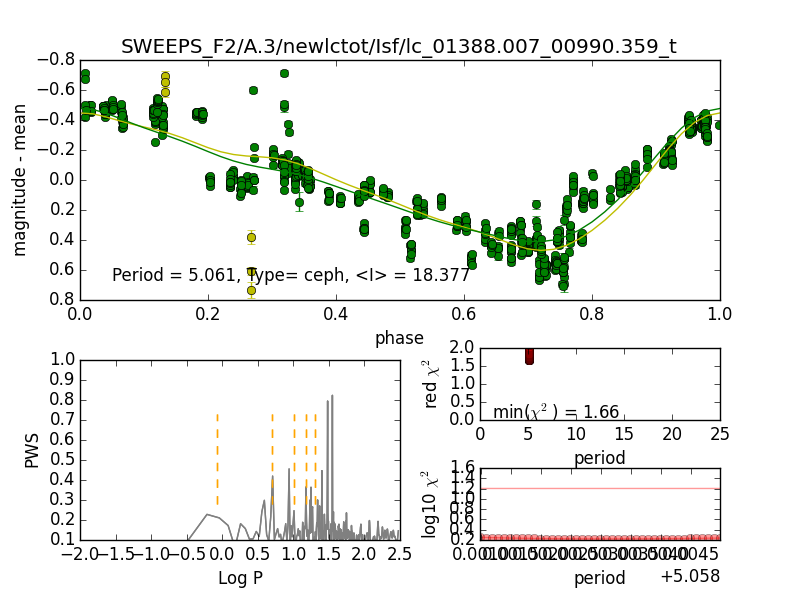 SWEEPS_F2/A.3/newlctot/Isf/lc_01388.007_00990.359_t
magnitude - mean
−0.8
−0.6
−0.4
−0.2
0.0
0.2
0.4
0.6
0.8
Period = 5.061, Type= ceph, <I> = 18.377
0.0 0.2 0.4 0.6 0.8 1.0
phase
PWS
1.0
0.9
0.8
0.7
0.6
0.5
0.4
0.3
0.2
0.1
−2.0 −1.5 −1.0 −0.5 0.0 0.5 1.0 1.5 2.0 2.5
Log P
red χ²
2.0
1.5
1.0
0.5
0.0
min(χ²) = 1.66
0 5 10 15 20 25
period
log10 χ²
1.6
1.4
1.2
1.0
0.8
0.6
0.4
0.2
period
+5.058